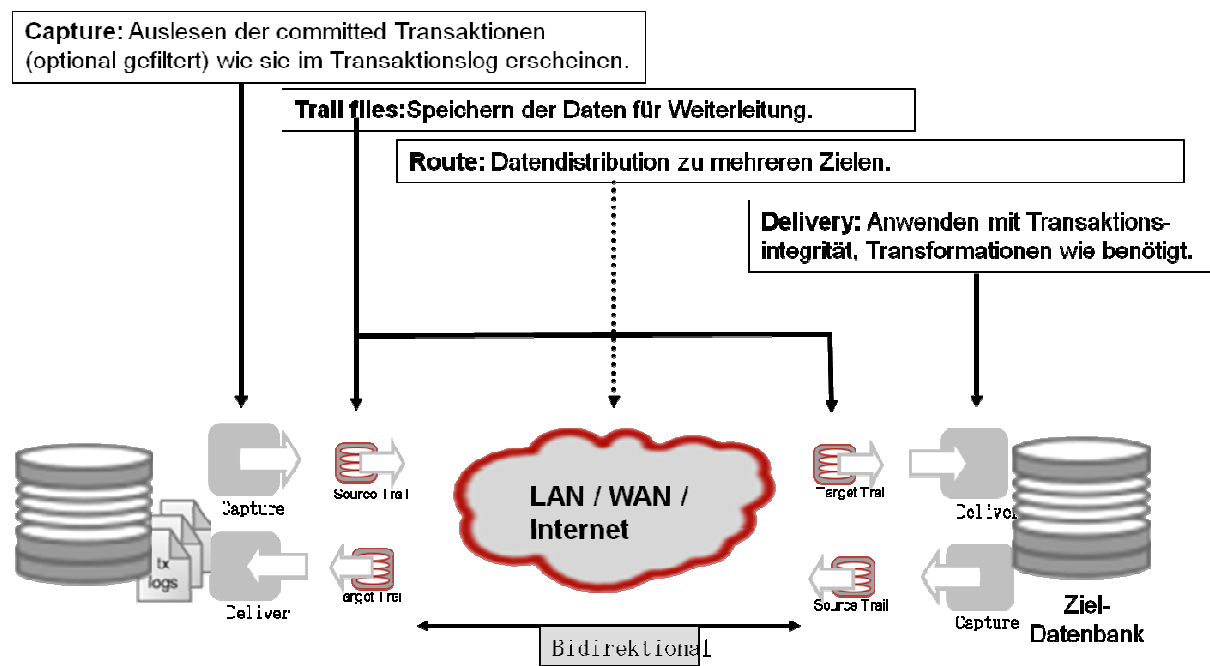 Capture: Auslesen der committed Transaktionen
(optional gefiltert) wie sie im Transaktionslog erscheinen.
Trail files:Speichern der Daten für Weiterleitung.
Route: Datendistribution zu mehreren Zielen.
Delivery: Anwenden mit Transaktions-
integrität, Transformationen wie benötigt.
Capture
Source Trail
LAN / WAN /
Internet
Target Trail
Deliver
tx
logs
Deliver
Target Trail
Source Trail
Capture
Ziel-
Datenbank
Bidirektional